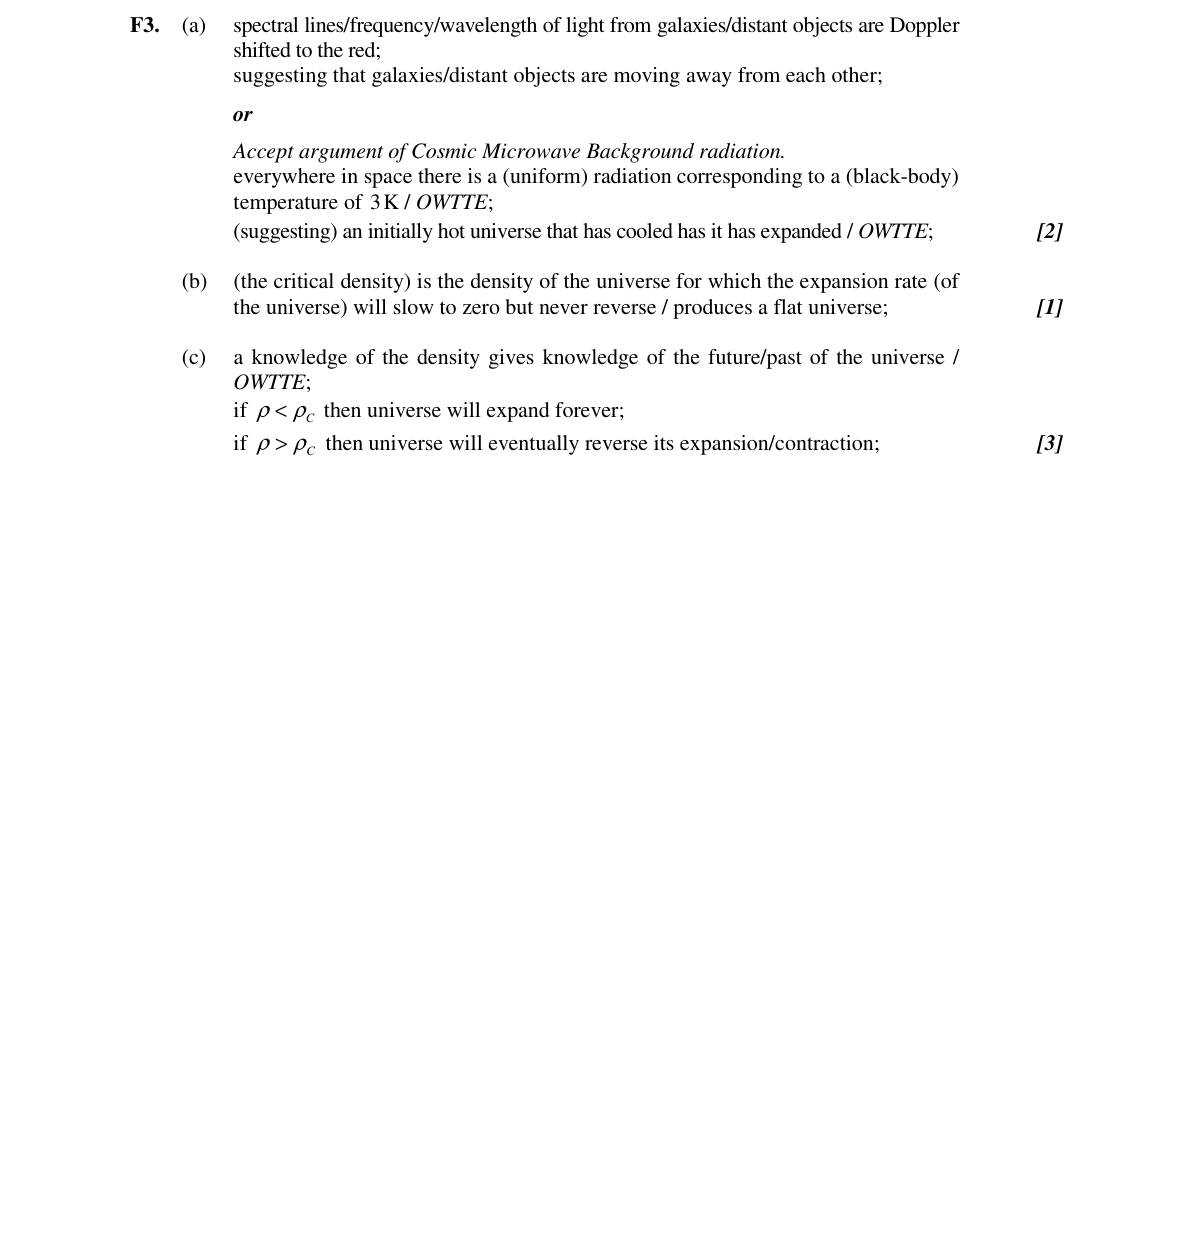 F3. (a) spectral lines/frequency/wavelength of light from galaxies/distant objects are Doppler
shifted to the red;
suggesting that galaxies/distant objects are moving away from each other;
or
Accept argument of Cosmic Microwave Background radiation.
everywhere in space there is a (uniform) radiation corresponding to a (black-body)
temperature of 3 K / OWTTE;
(suggesting) an initially hot universe that has cooled has it has expanded / OWTTE; [2]
(b) (the critical density) is the density of the universe for which the expansion rate (of
the universe) will slow to zero but never reverse / produces a flat universe; [1]
(c) a knowledge of the density gives knowledge of the future/past of the universe /
OWTTE;
if ρ < ρ_C then universe will expand forever;
if ρ > ρ_C then universe will eventually reverse its expansion/contraction; [3]